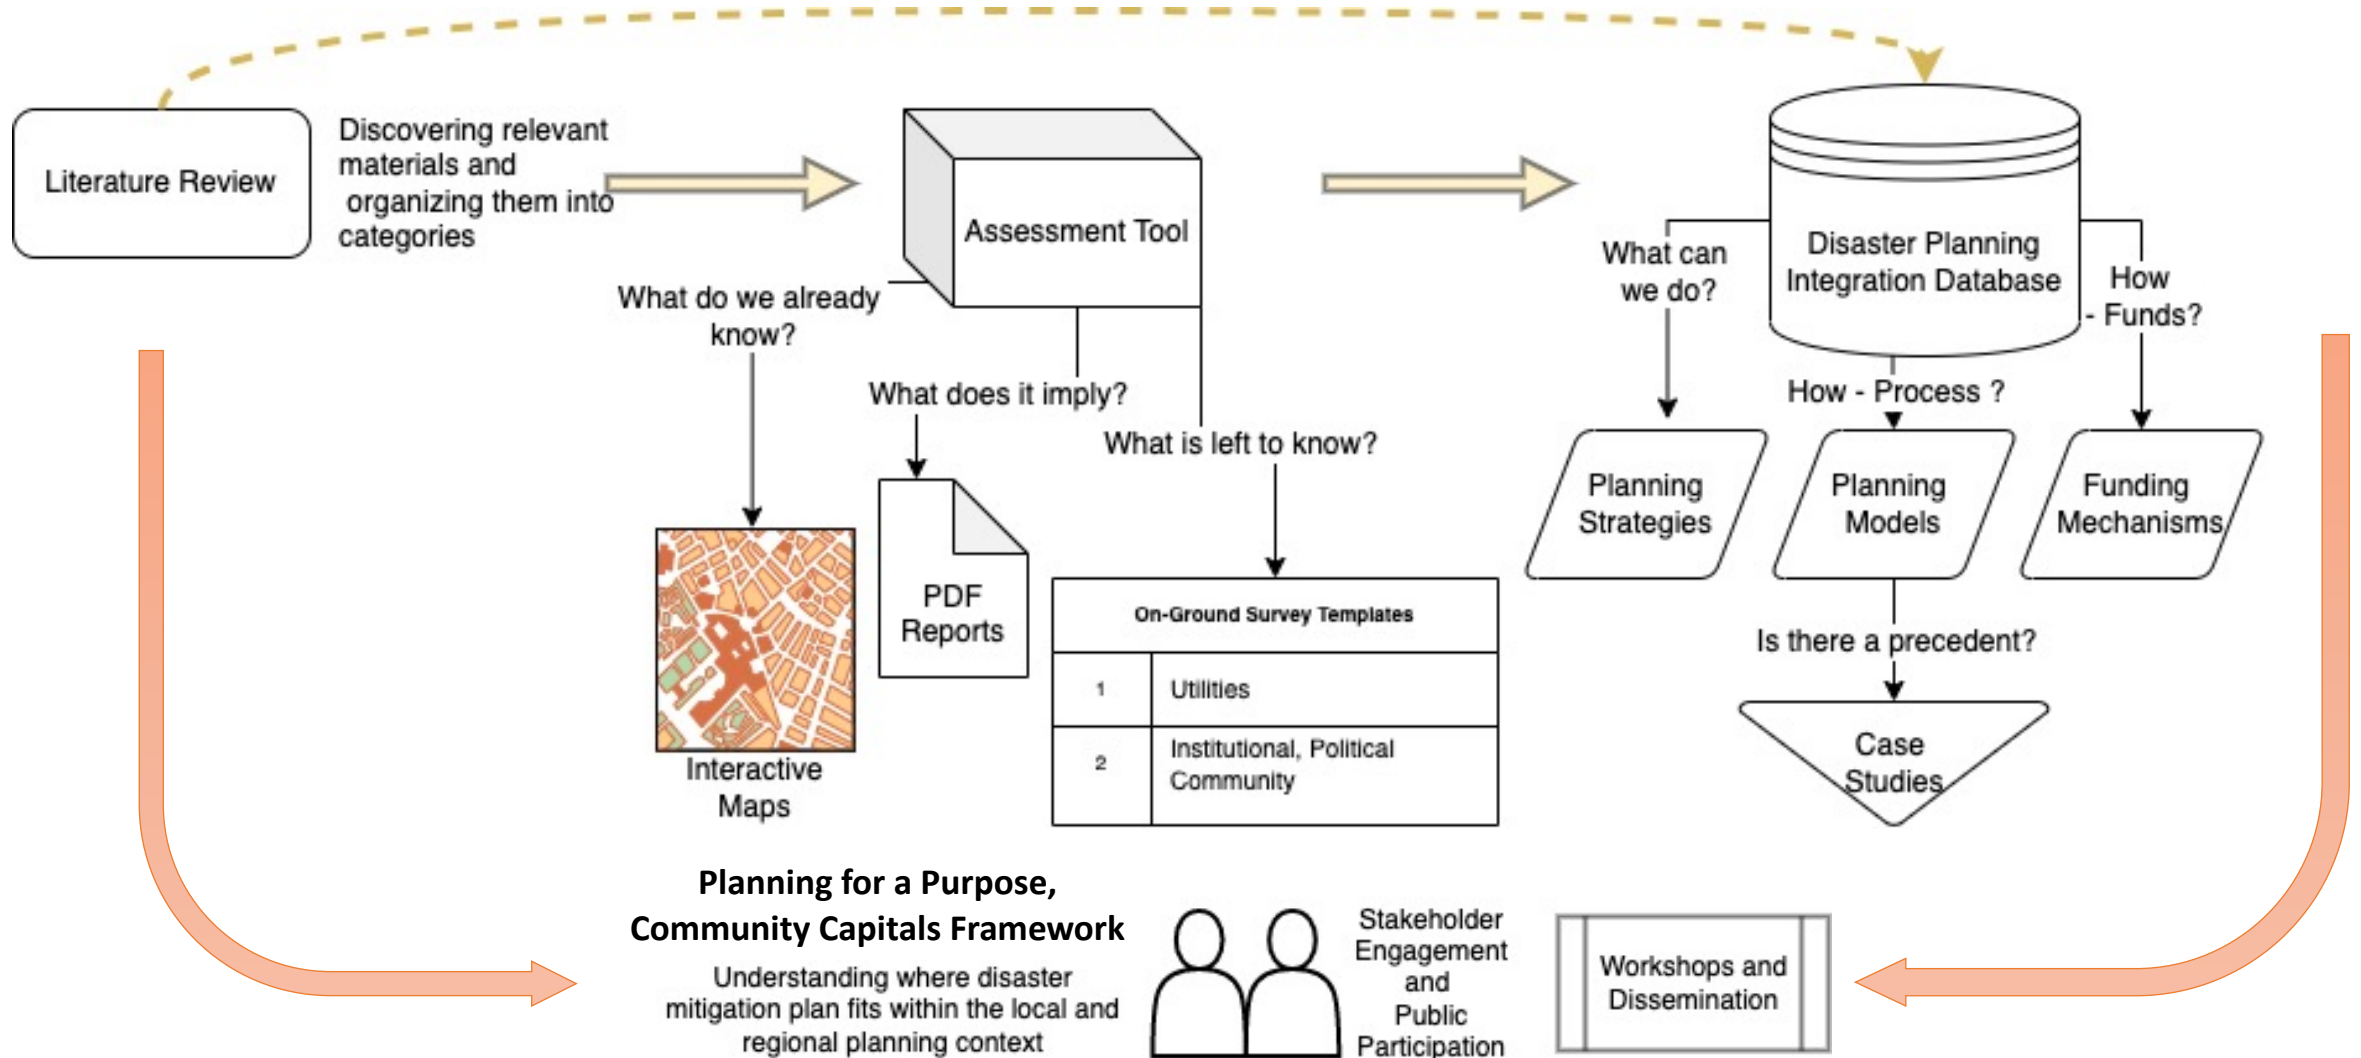 Literature Review
Discovering relevant
materials and
organizing them into
categories
Assessment Tool
What do we already
know?
What does it imply?
What is left to know?
Interactive
Maps
PDF
Reports
On-Ground Survey Templates
1
Utilities
2
Institutional, Political
Community
Disaster Planning
Integration Database
What can
we do?
How - Process ?
How
- Funds?
Planning
Strategies
Planning
Models
Funding
Mechanisms
Is there a precedent?
Case
Studies
Planning for a Purpose,
Community Capitals Framework
Understanding where disaster
mitigation plan fits within the local and
regional planning context
Stakeholder
Engagement
and
Public
Participation
Workshops and
Dissemination